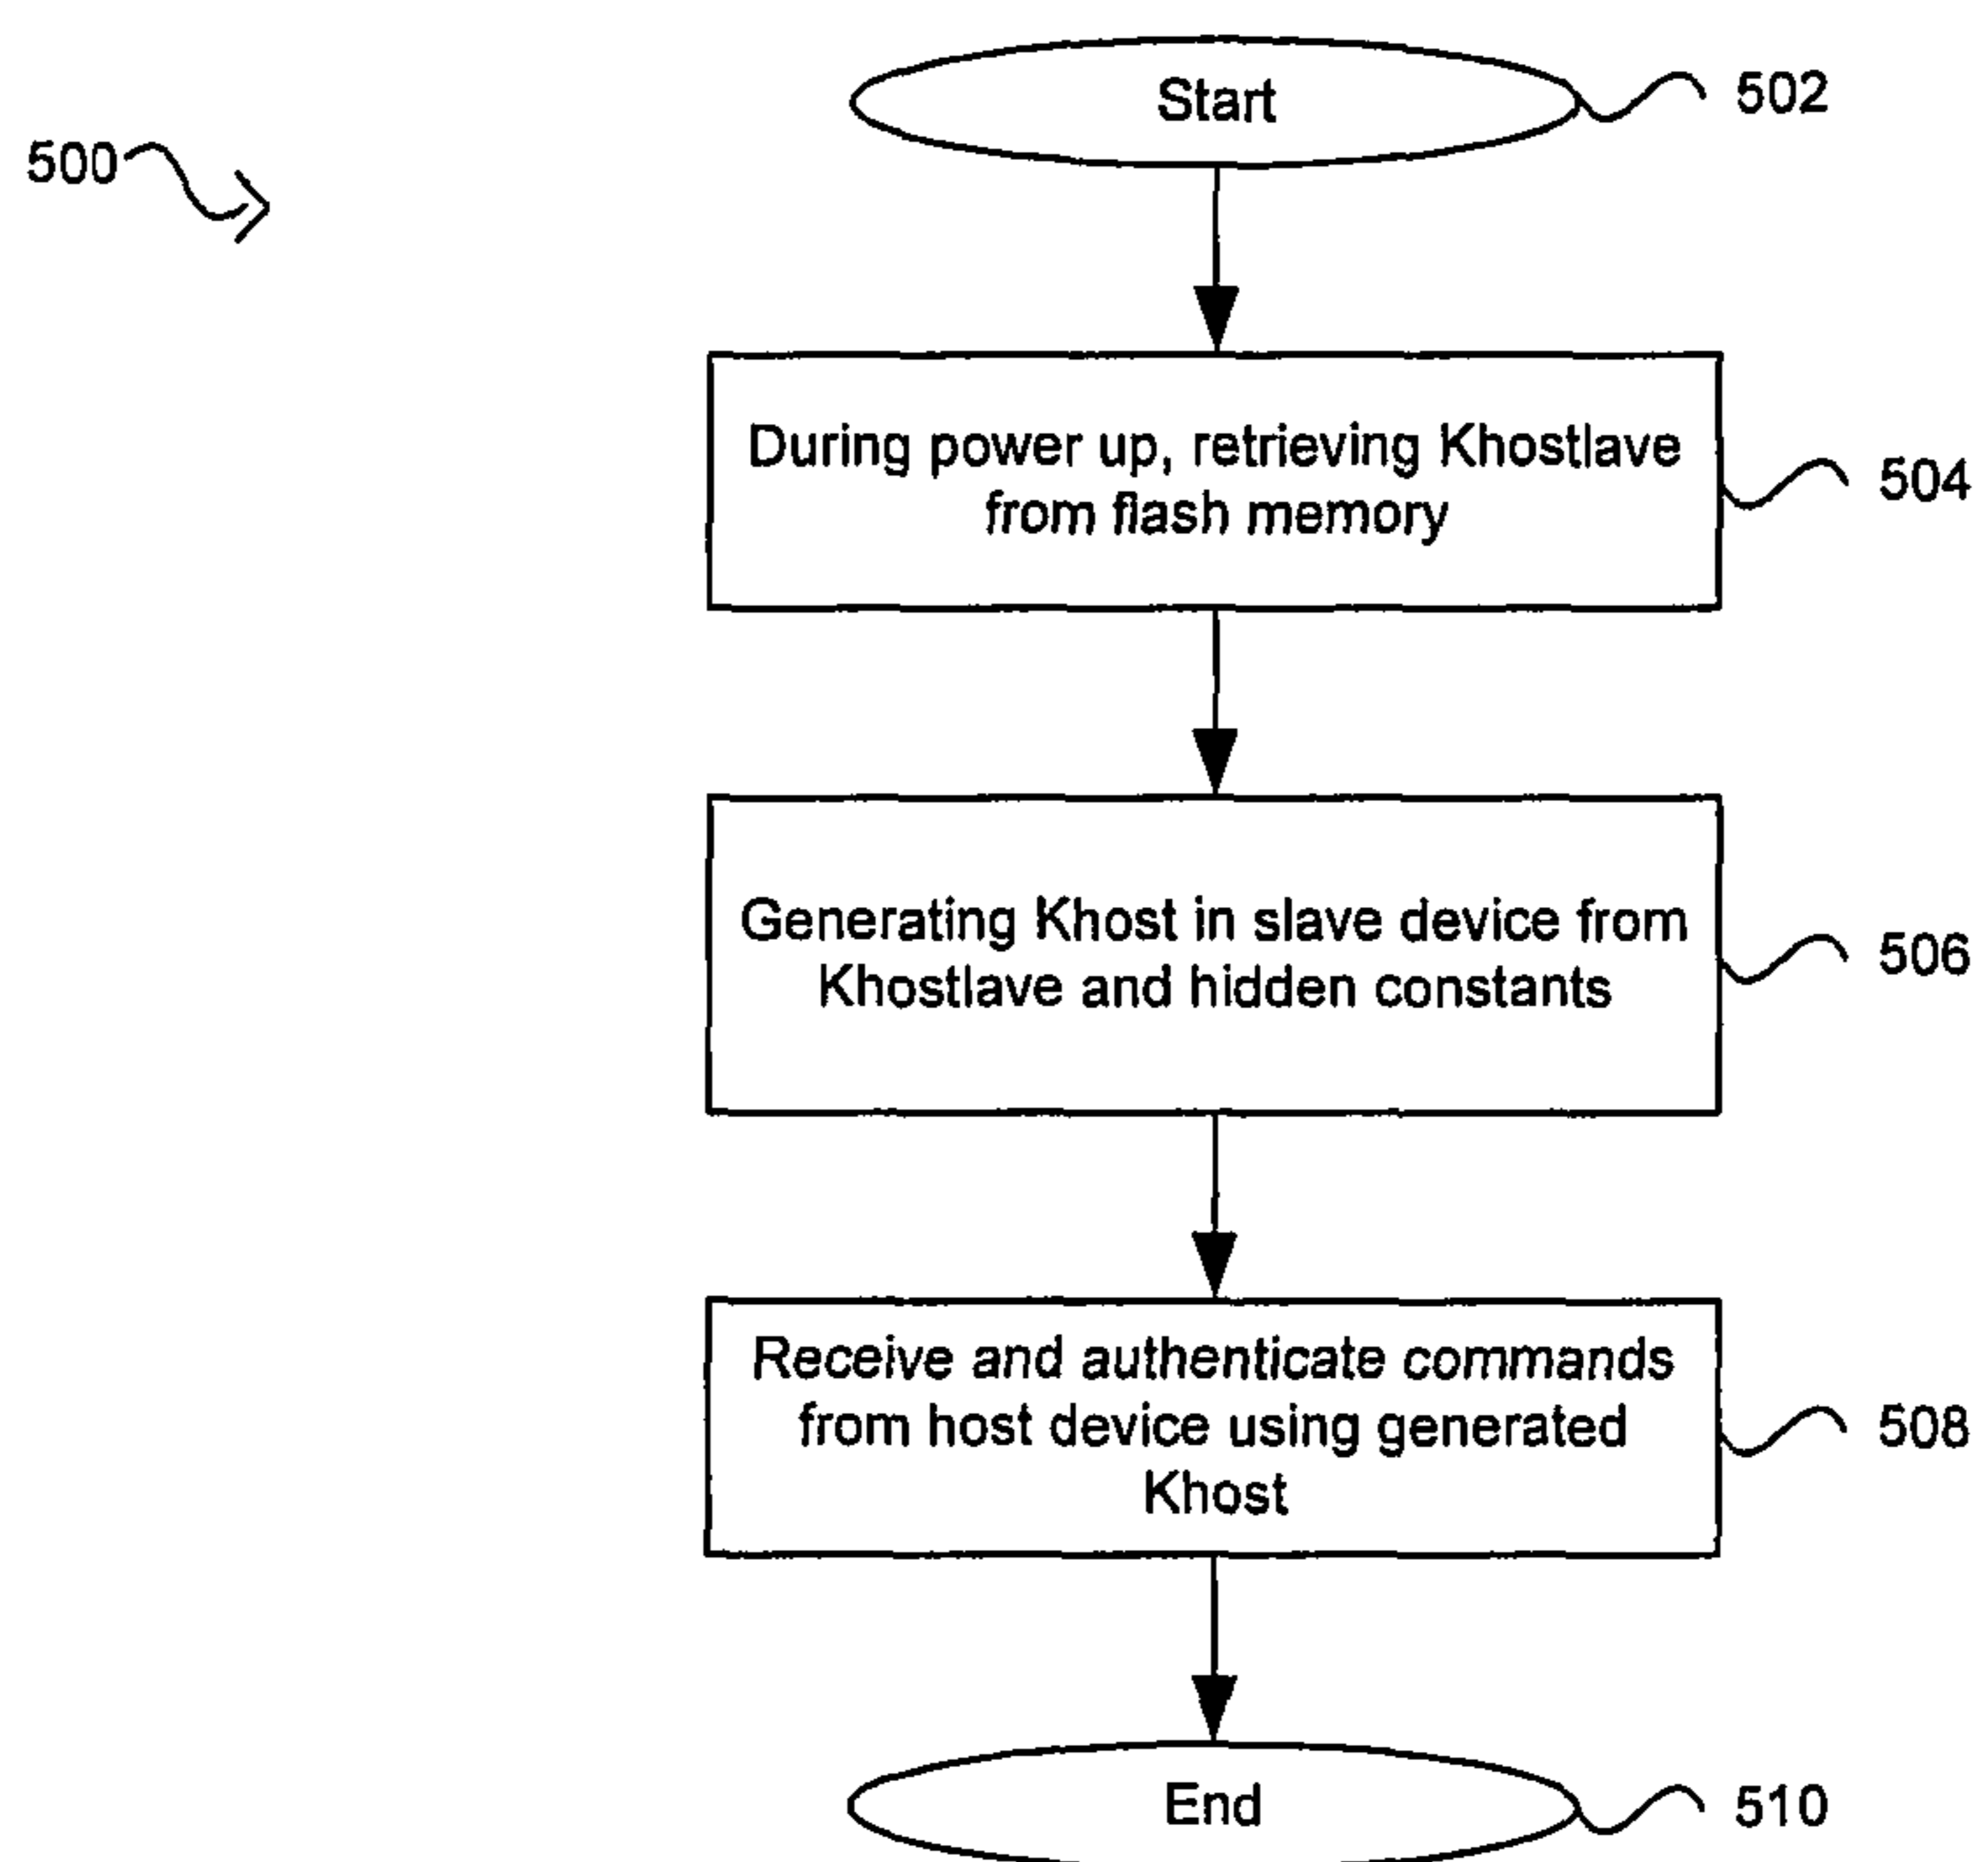 Start
502
500
During power up, retrieving Khostlave
from flash memory
504
Generating Khost in slave device from
Khostlave and hidden constants
506
Receive and authenticate commands
from host device using generated
Khost
508
End
510